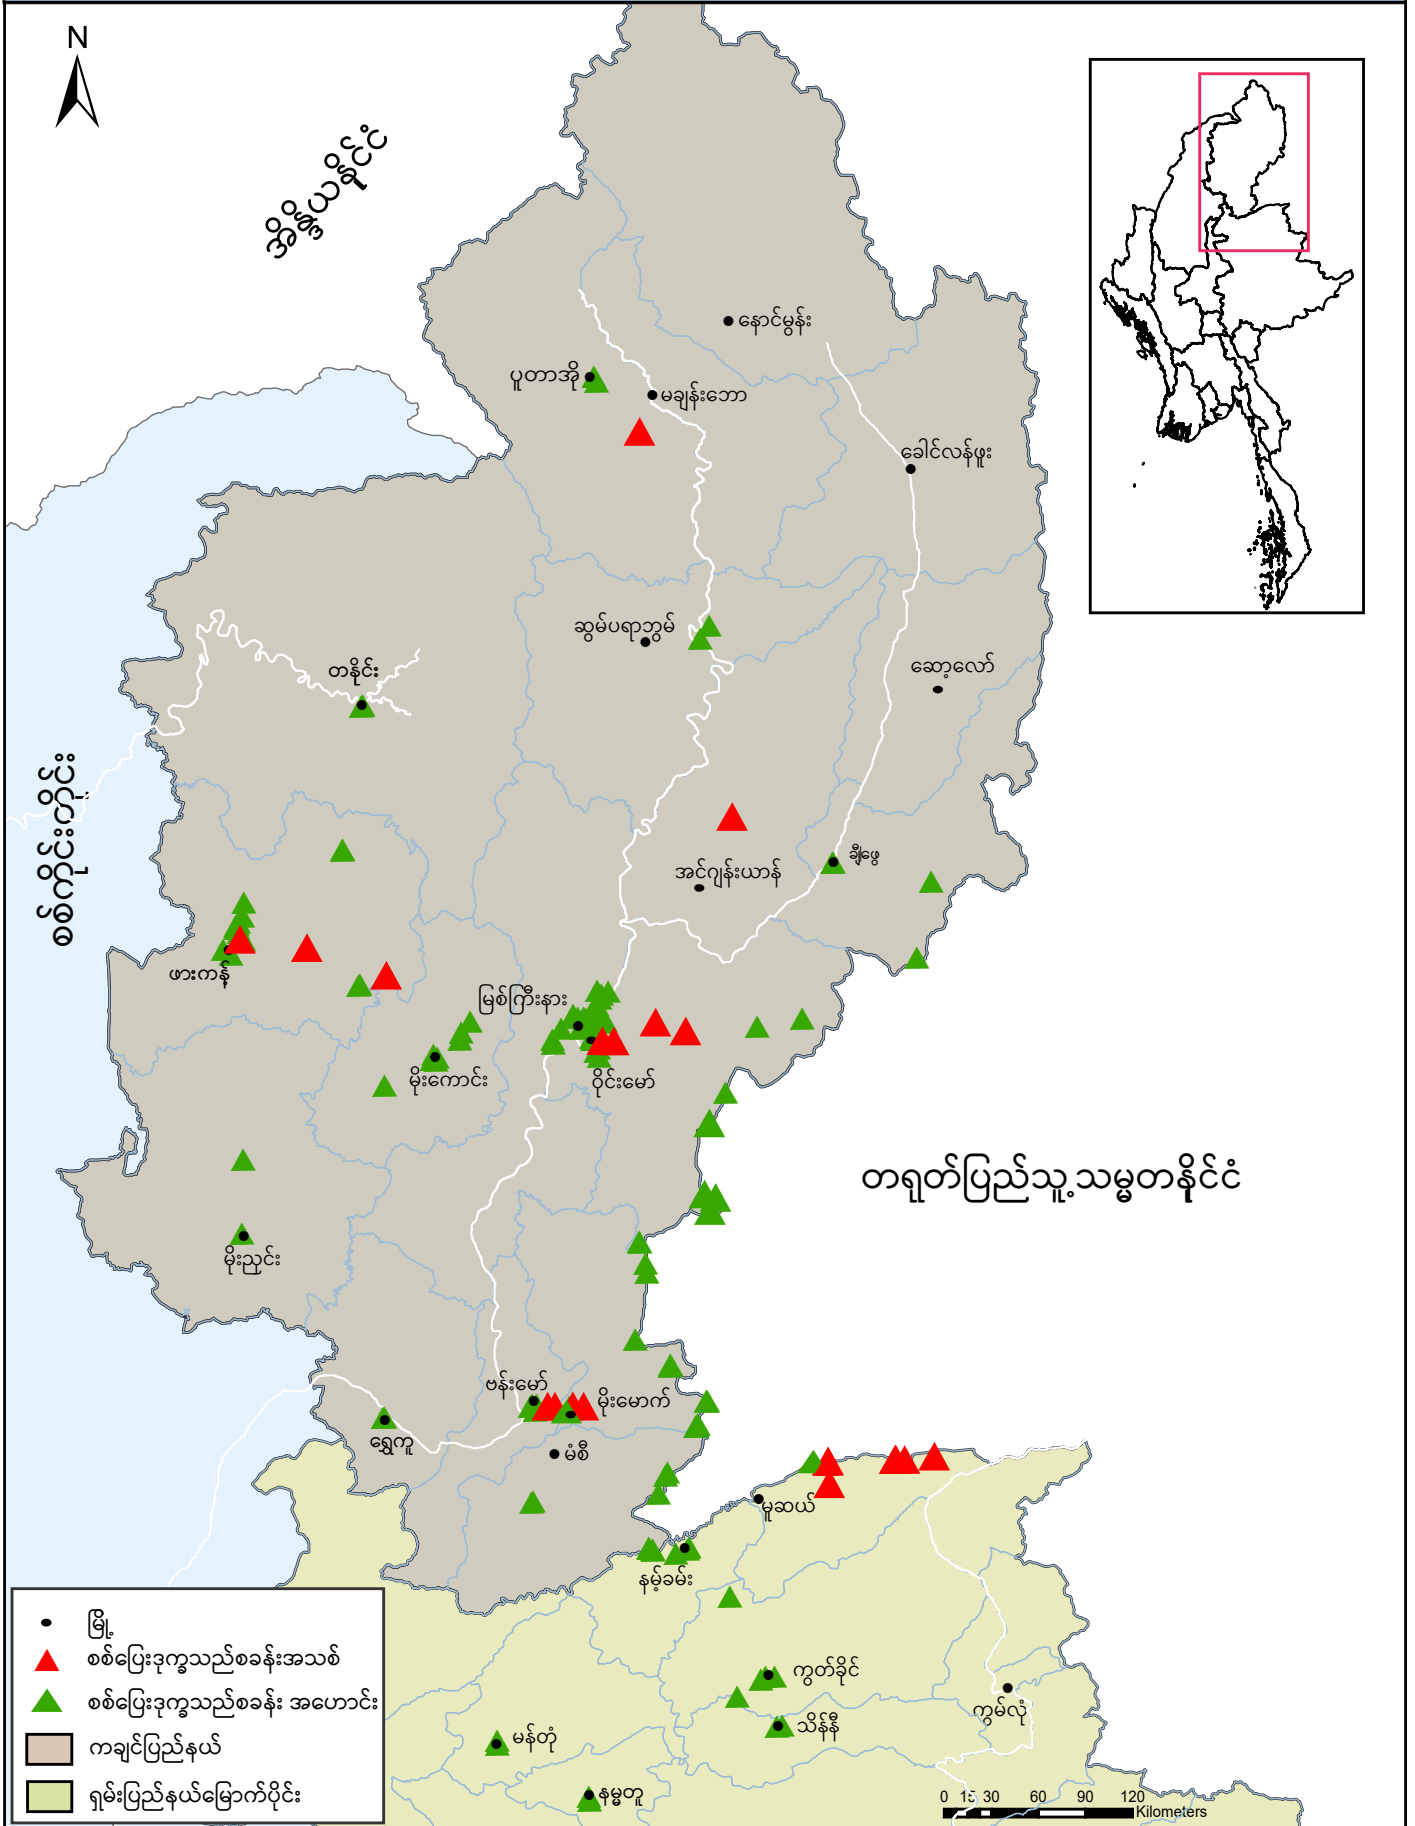 N
အိန္ဒိယနိုင်ငံ
နောင်မွန်း
ပူတာအို
မချမ်းဘော
ခေါင်လန်ဖူး
ဆွမ်ပရာဘွမ်
ဆော့လော်
တနိုင်း
စစ်ကိုင်းတိုင်း
ချီဖွေ
အင်ဂျန်းယာန်
ဖားကန့်
မြစ်ကြီးနား
မိုးကောင်း
ဝိုင်းမော်
တရုတ်ပြည်သူ့သမ္မတနိုင်ငံ
မိုးညှင်း
ဗန်းမော်
မိုးမောက်
ရွှေကူ
မံစီ
မူဆယ်
နမ့်ခမ်း
ကွတ်ခိုင်
ကွမ်လုံ
သိန်နီ
မန်တုံ
နမ္မတူ
မြို့
စစ်ပြေးဒုက္ခသည်စခန်းအသစ်
စစ်ပြေးဒုက္ခသည်စခန်း အဟောင်း
ကချင်ပြည်နယ်
ရှမ်းပြည်နယ်မြောက်ပိုင်း
0 15 30 60 90 120
Kilometers